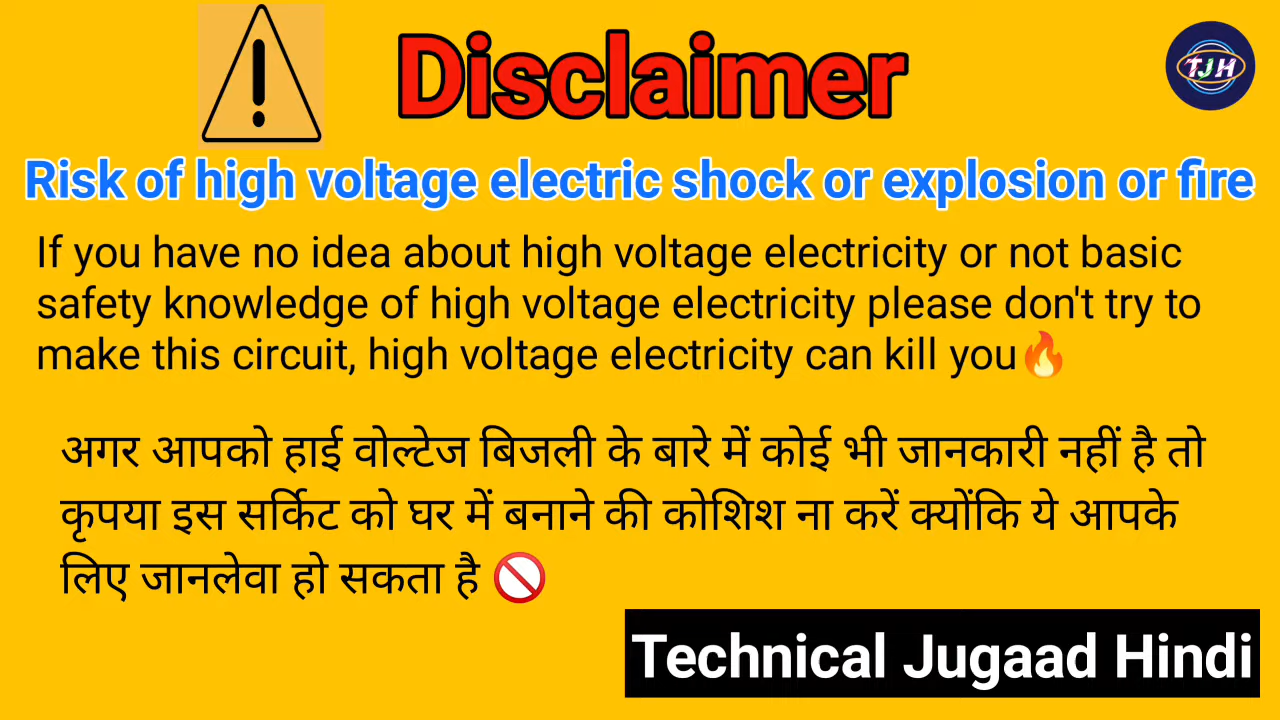 Disclaimer
TJH
Risk of high voltage electric shock or explosion or fire
If you have no idea about high voltage electricity or not basic
safety knowledge of high voltage electricity please don't try to
make this circuit, high voltage electricity can kill you🔥
अगर आपको हाई वोल्टेज बिजली के बारे में कोई भी जानकारी नहीं है तो
कृपया इस सर्किट को घर में बनाने की कोशिश ना करें क्योंकि ये आपके
लिए जानलेवा हो सकता है 🚫
Technical Jugaad Hindi